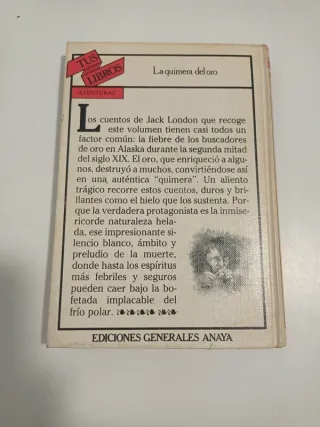 TUS
LIBROS
AVENTURAS
La quimera del oro
Los cuentos de Jack London que recoge
este volumen tienen casi todos un
factor común: la fiebre de los buscadores
de oro en Alaska durante la segunda mitad
del siglo XIX. El oro, que enriqueció a algu-
nos, destruyó a muchos, convirtiéndose así
en una auténtica "quimera". Un aliento
trágico recorre estos cuentos, duros y bri-
llantes como el hielo que los sustenta. Por-
que la verdadera protagonista es la inmise-
ricorde naturaleza hela-
da, ese impresionante si-
lencio blanco, ámbito y
preludio de la muerte,
donde hasta los espíritus
más febriles y seguros
pueden caer bajo la bo-
fetada implacable del
frío polar.
EDICIONES GENERALES ANAYA